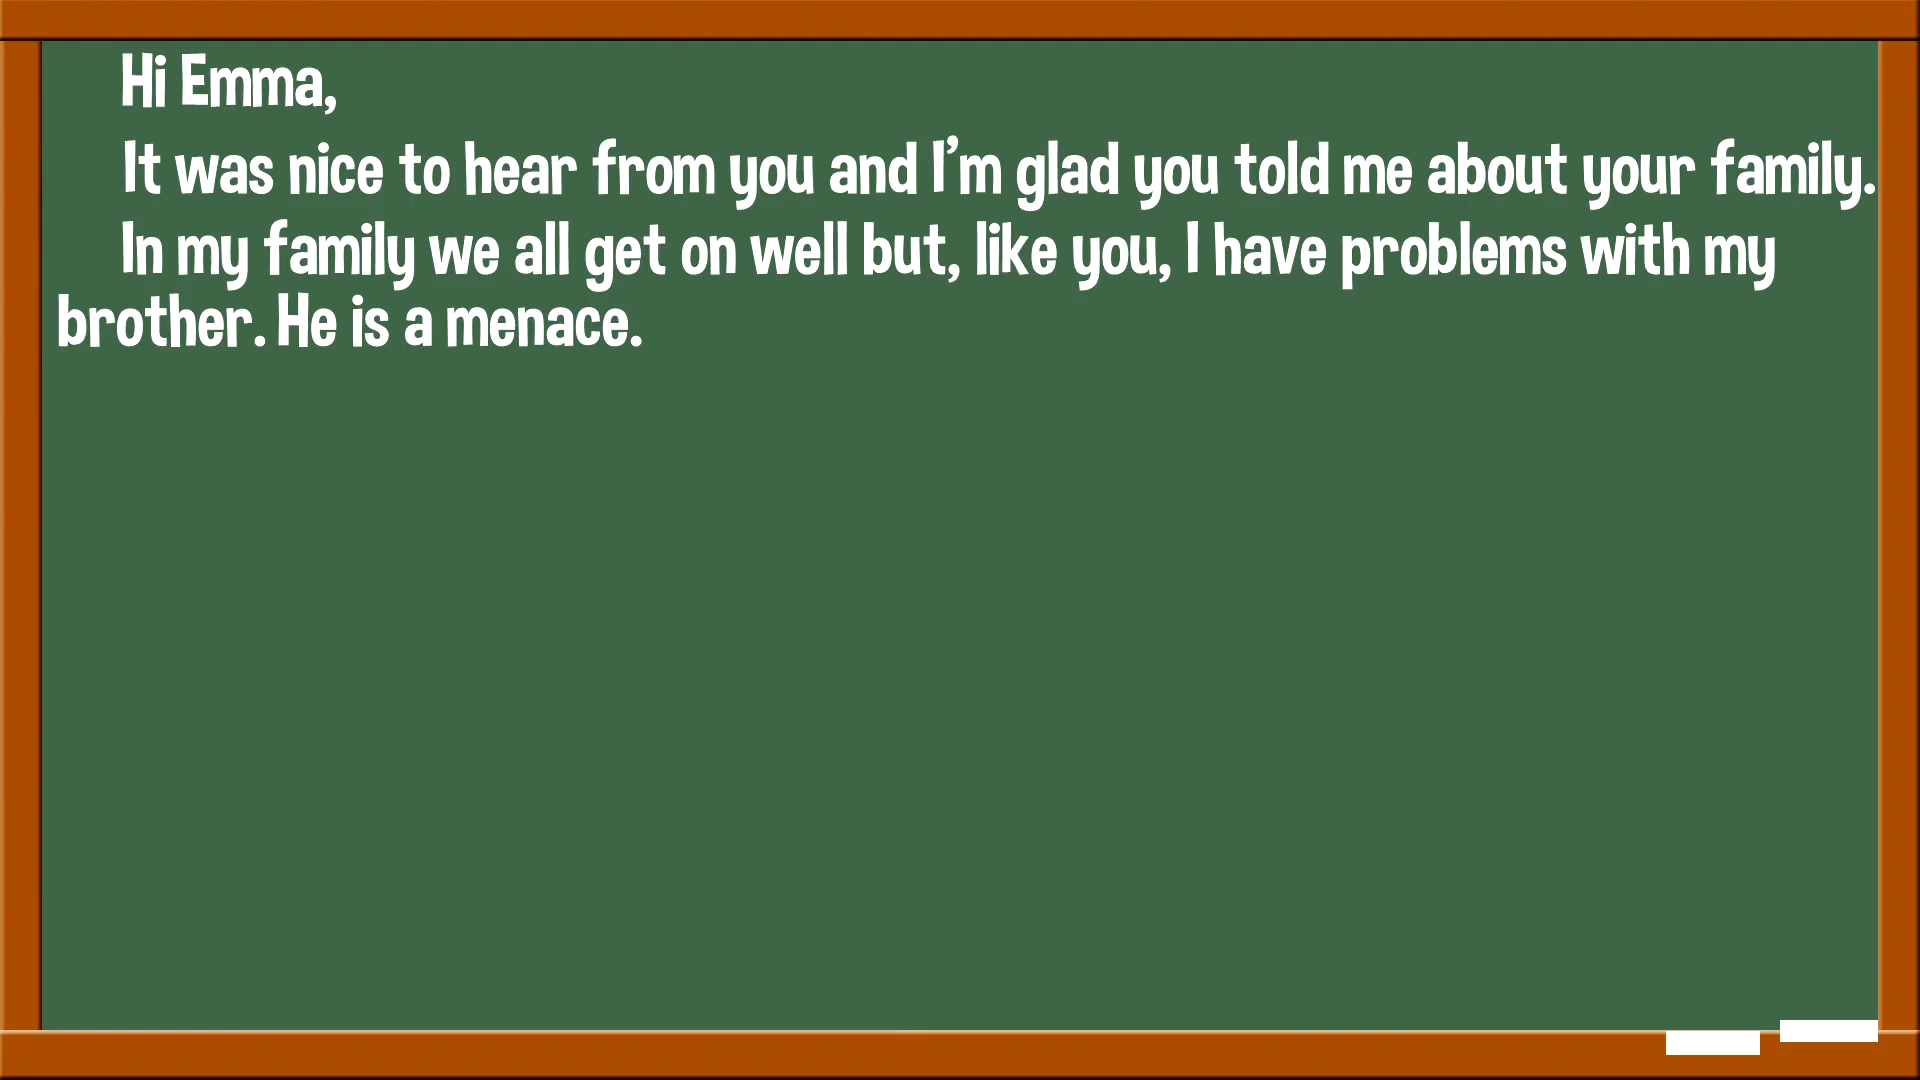 Hi Emma,
It was nice to hear from you and I'm glad you told me about your family.
In my family we all get on well but, like you, I have problems with my
brother. He is a menace.